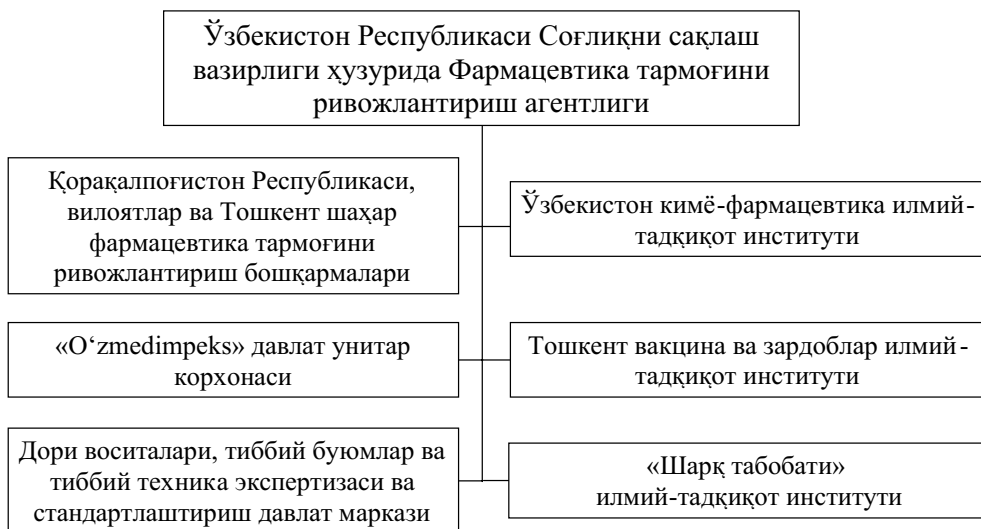 Ўзбекистон Республикаси Соғлиқни сақлаш
вазирлиги ҳузурида Фармацевтика тармоғини
ривожлантириш агентлиги
Қорақалпоғистон Республикаси,
вилоятлар ва Тошкент шаҳар
фармацевтика тармоғини
ривожлантириш бошқармалари
Ўзбекистон кимё-фармацевтика илмий-
тадқиқот институти
«O‘zmedimpeks» давлат унитар
корхонаси
Тошкент вакцина ва зардоблар илмий-
тадқиқот институти
Дори воситалари, тиббий буюмлар ва
тиббий техника экспертизаси ва
стандартлаштириш давлат маркази
«Шарқ табобати»
илмий-тадқиқот институти